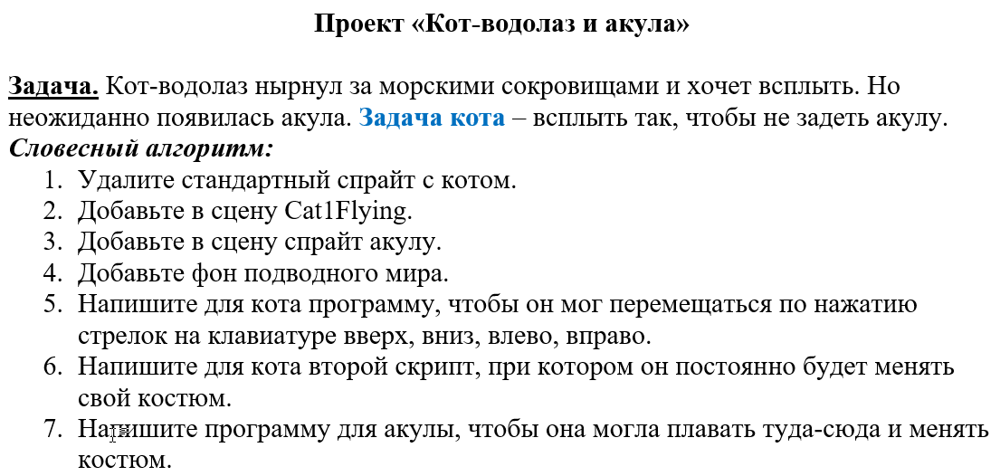 Проект «Кот-водолаз и акула»
Задача. Кот-водолаз нырнул за морскими сокровищами и хочет всплыть. Но
неожиданно появилась акула. Задача кота – всплыть так, чтобы не задеть акулу.
Словесный алгоритм:
1. Удалите стандартный спрайт с котом.
2. Добавьте в сцену Cat1Flying.
3. Добавьте в сцену спрайт акулу.
4. Добавьте фон подводного мира.
5. Напишите для кота программу, чтобы он мог перемещаться по нажатию
стрелок на клавиатуре вверх, вниз, влево, вправо.
6. Напишите для кота второй скрипт, при котором он постоянно будет менять
свой костюм.
7. Напишите программу для акулы, чтобы она могла плавать туда-сюда и менять
костюм.